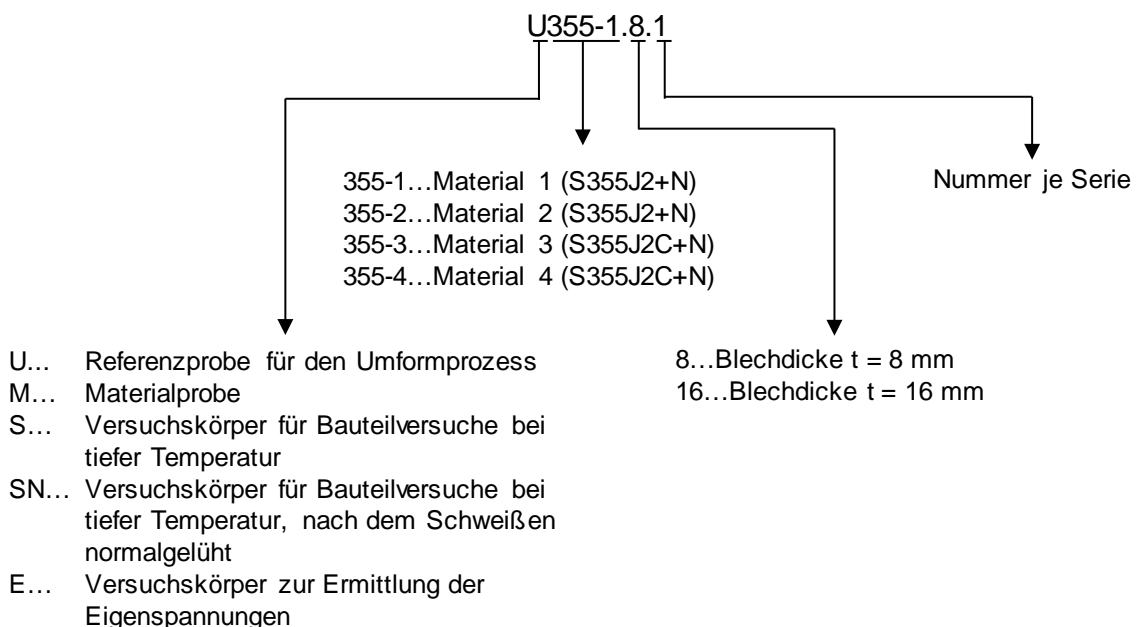 U355-1.8.1
355-1…Material 1 (S355J2+N)
355-2…Material 2 (S355J2+N)
355-3…Material 3 (S355J2C+N)
355-4…Material 4 (S355J2C+N)
Nummer je Serie
U… Referenzprobe für den Umformprozess
M… Materialprobe
S… Versuchskörper für Bauteilversuche bei
tiefer Temperatur
SN… Versuchskörper für Bauteilversuche bei
tiefer Temperatur, nach dem Schweißen
normalgelüht
E… Versuchskörper zur Ermittlung der
Eigenspannungen
8…Blechdicke t = 8 mm
16…Blechdicke t = 16 mm